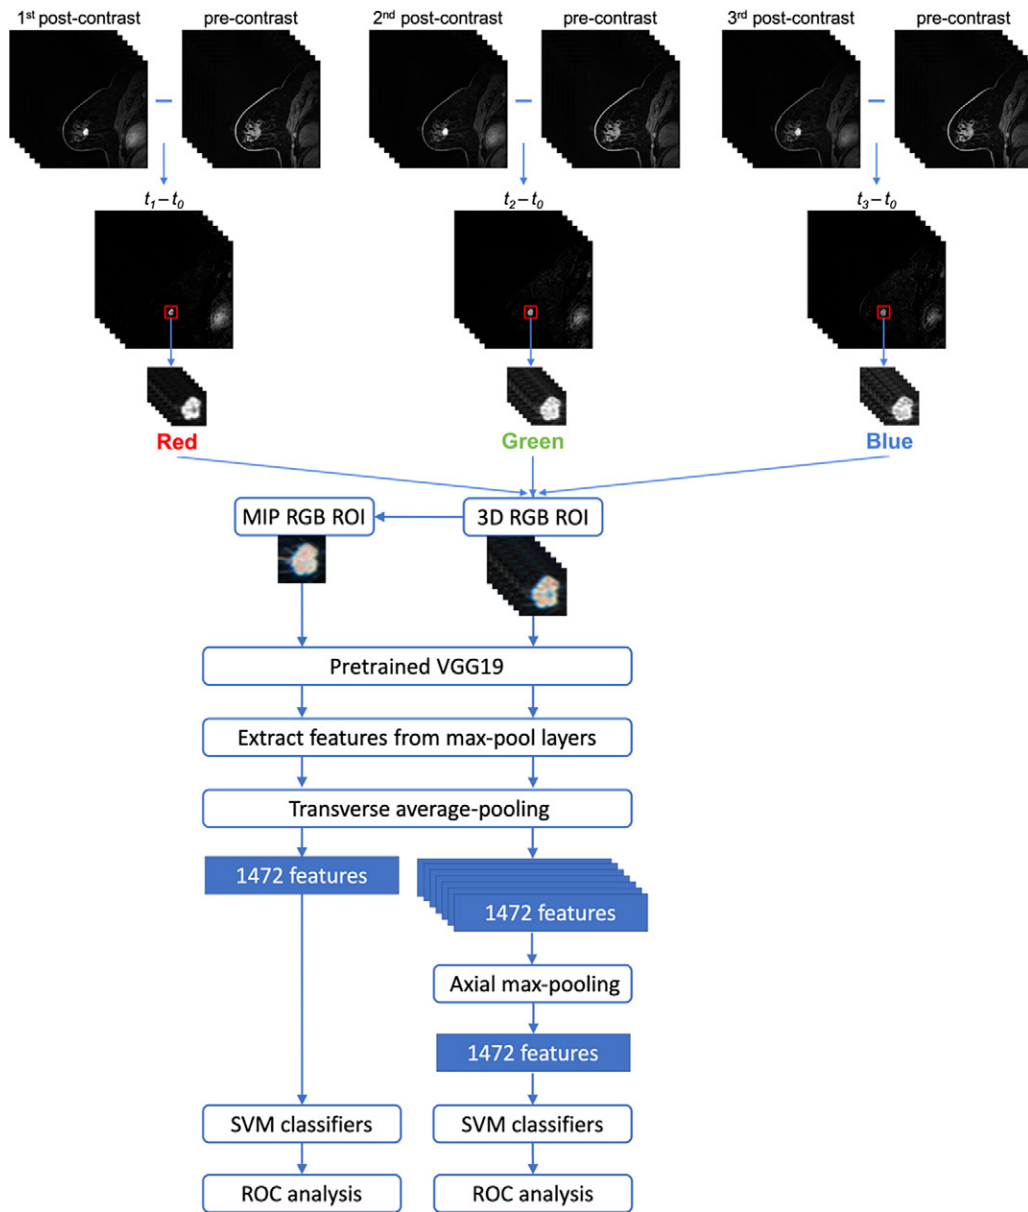 1st post-contrast pre-contrast 2nd post-contrast pre-contrast 3rd post-contrast pre-contrast
t1 – t0 t2 – t0 t3 – t0
Red Green Blue
MIP RGB ROI 3D RGB ROI
Pretrained VGG19
Extract features from max-pool layers
Transverse average-pooling
1472 features
1472 features
Axial max-pooling
1472 features
SVM classifiers SVM classifiers
ROC analysis ROC analysis